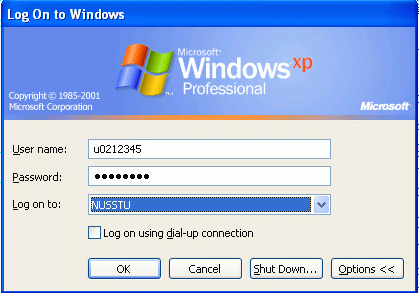 Log On to Windows
Microsoft®
Windows xp
Professional
Copyright © 1985-2001
Microsoft Corporation
Microsoft®
User name: u0212345
Password: ●●●●●●●●
Log on to: NUSSTU
Log on using dial-up connection
OK Cancel Shut Down... Options <<